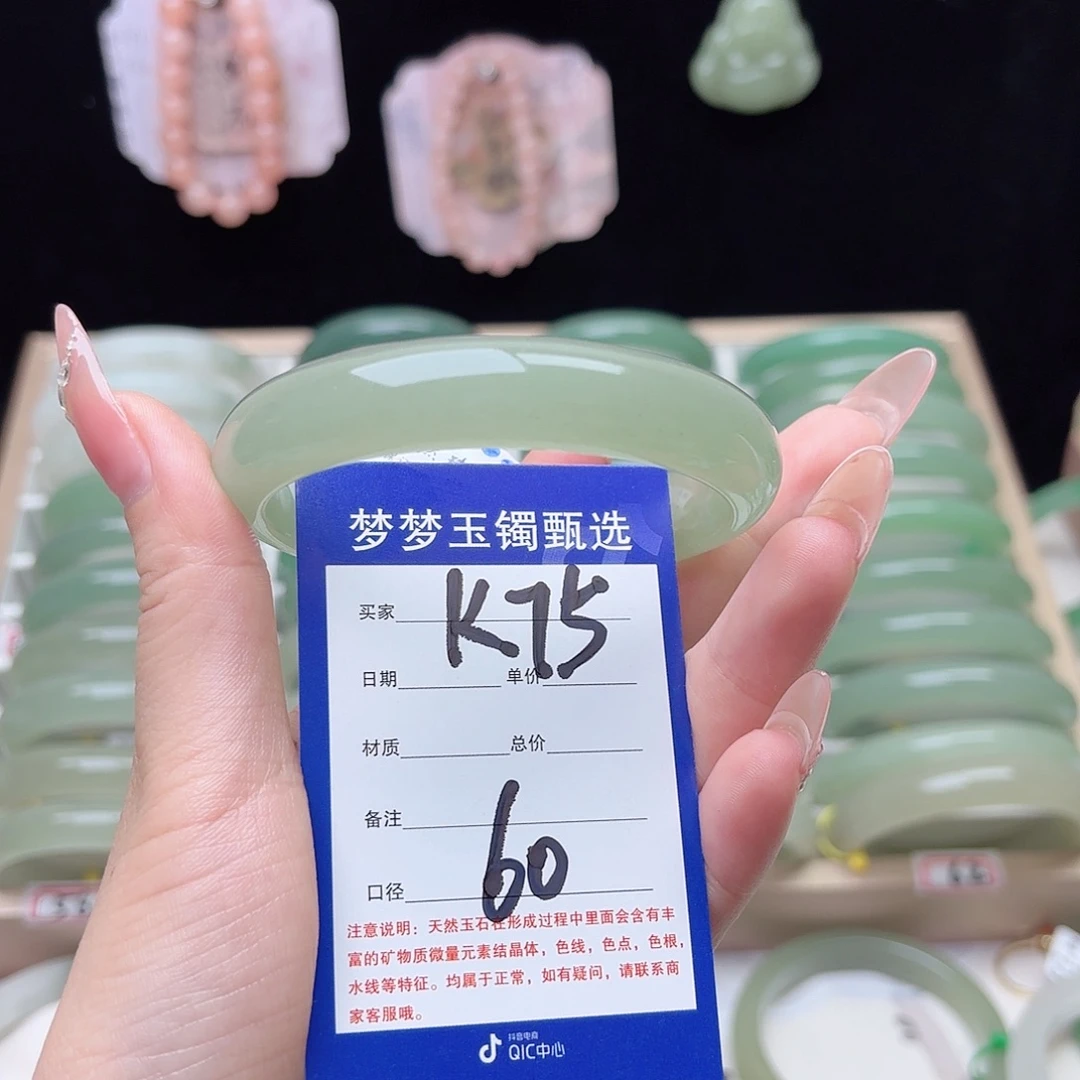 梦梦玉镯甄选
买家 K75
日期 单价
材质 总价
备注
口径 60
注意说明：天然玉石在形成过程中里面会含有丰
富的矿物质微量元素结晶体，色线，色点，色根，
水线等特征。均属于正常，如有疑问，请联系商
家客服哦。
抖音电商
QIC中心